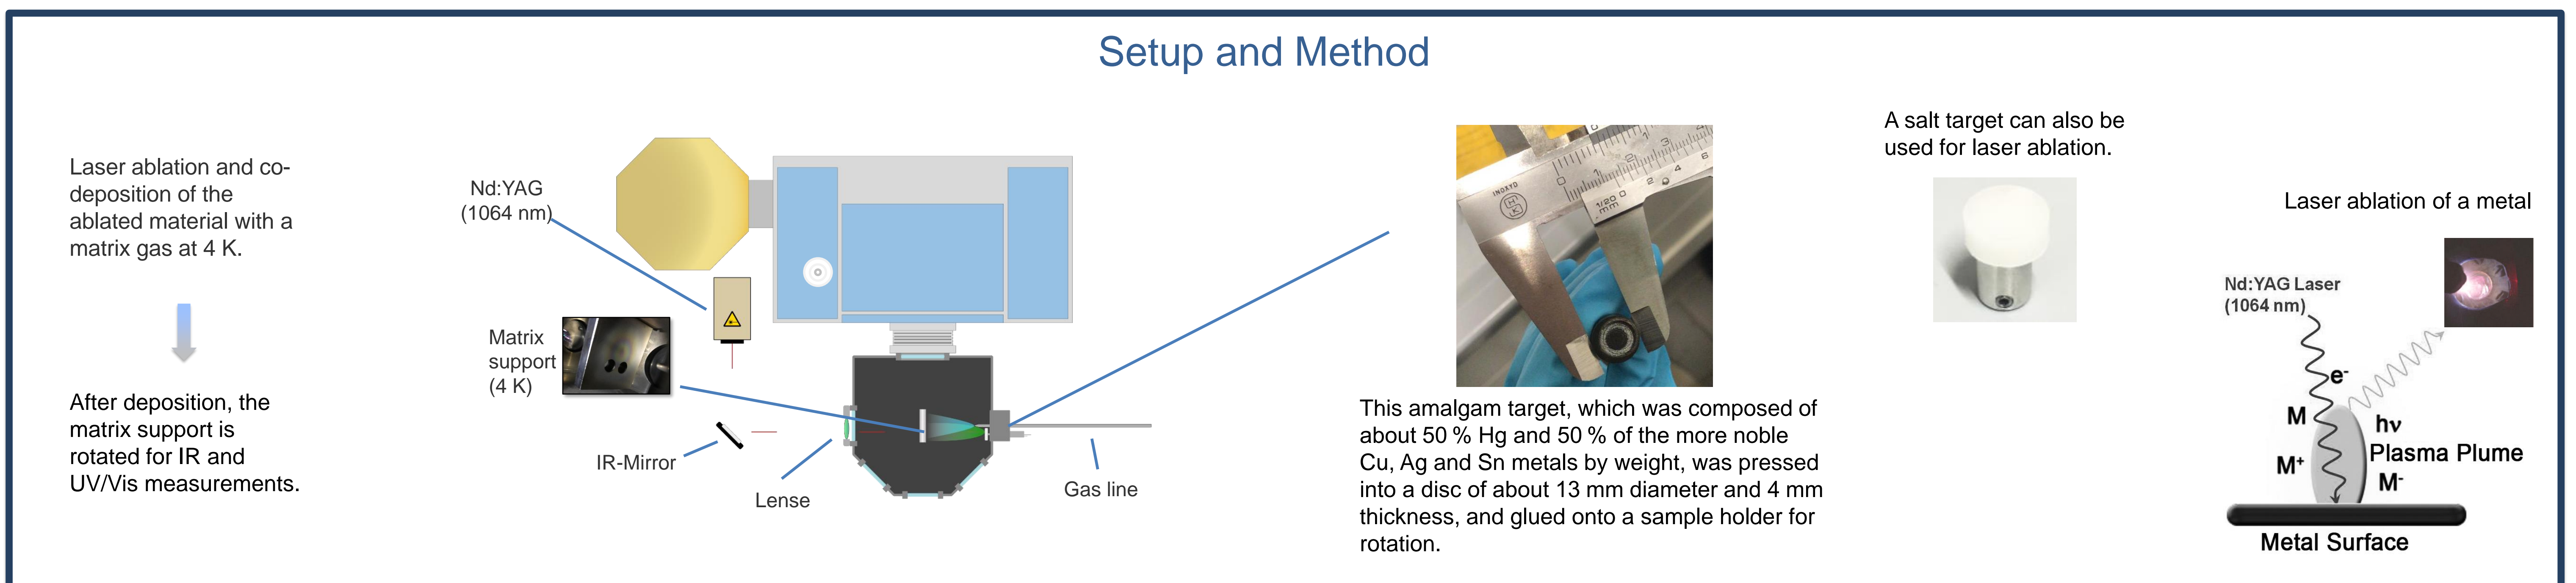 Setup and Method
Laser ablation and co-
deposition of the
ablated material with a
matrix gas at 4 K.
After deposition, the
matrix support is
rotated for IR and
UV/Vis measurements.
Nd:YAG
(1064 nm)
Matrix
support
(4 K)
IR-Mirror
Lense
Gas line
INOXYD
H
K
1/20
mm
This amalgam target, which was composed of
about 50 % Hg and 50 % of the more noble
Cu, Ag and Sn metals by weight, was pressed
into a disc of about 13 mm diameter and 4 mm
thickness, and glued onto a sample holder for
rotation.
A salt target can also be
used for laser ablation.
Laser ablation of a metal
Nd:YAG Laser
(1064 nm)
e⁻
M
hν
Plasma Plume
M⁺
M⁻
Metal Surface